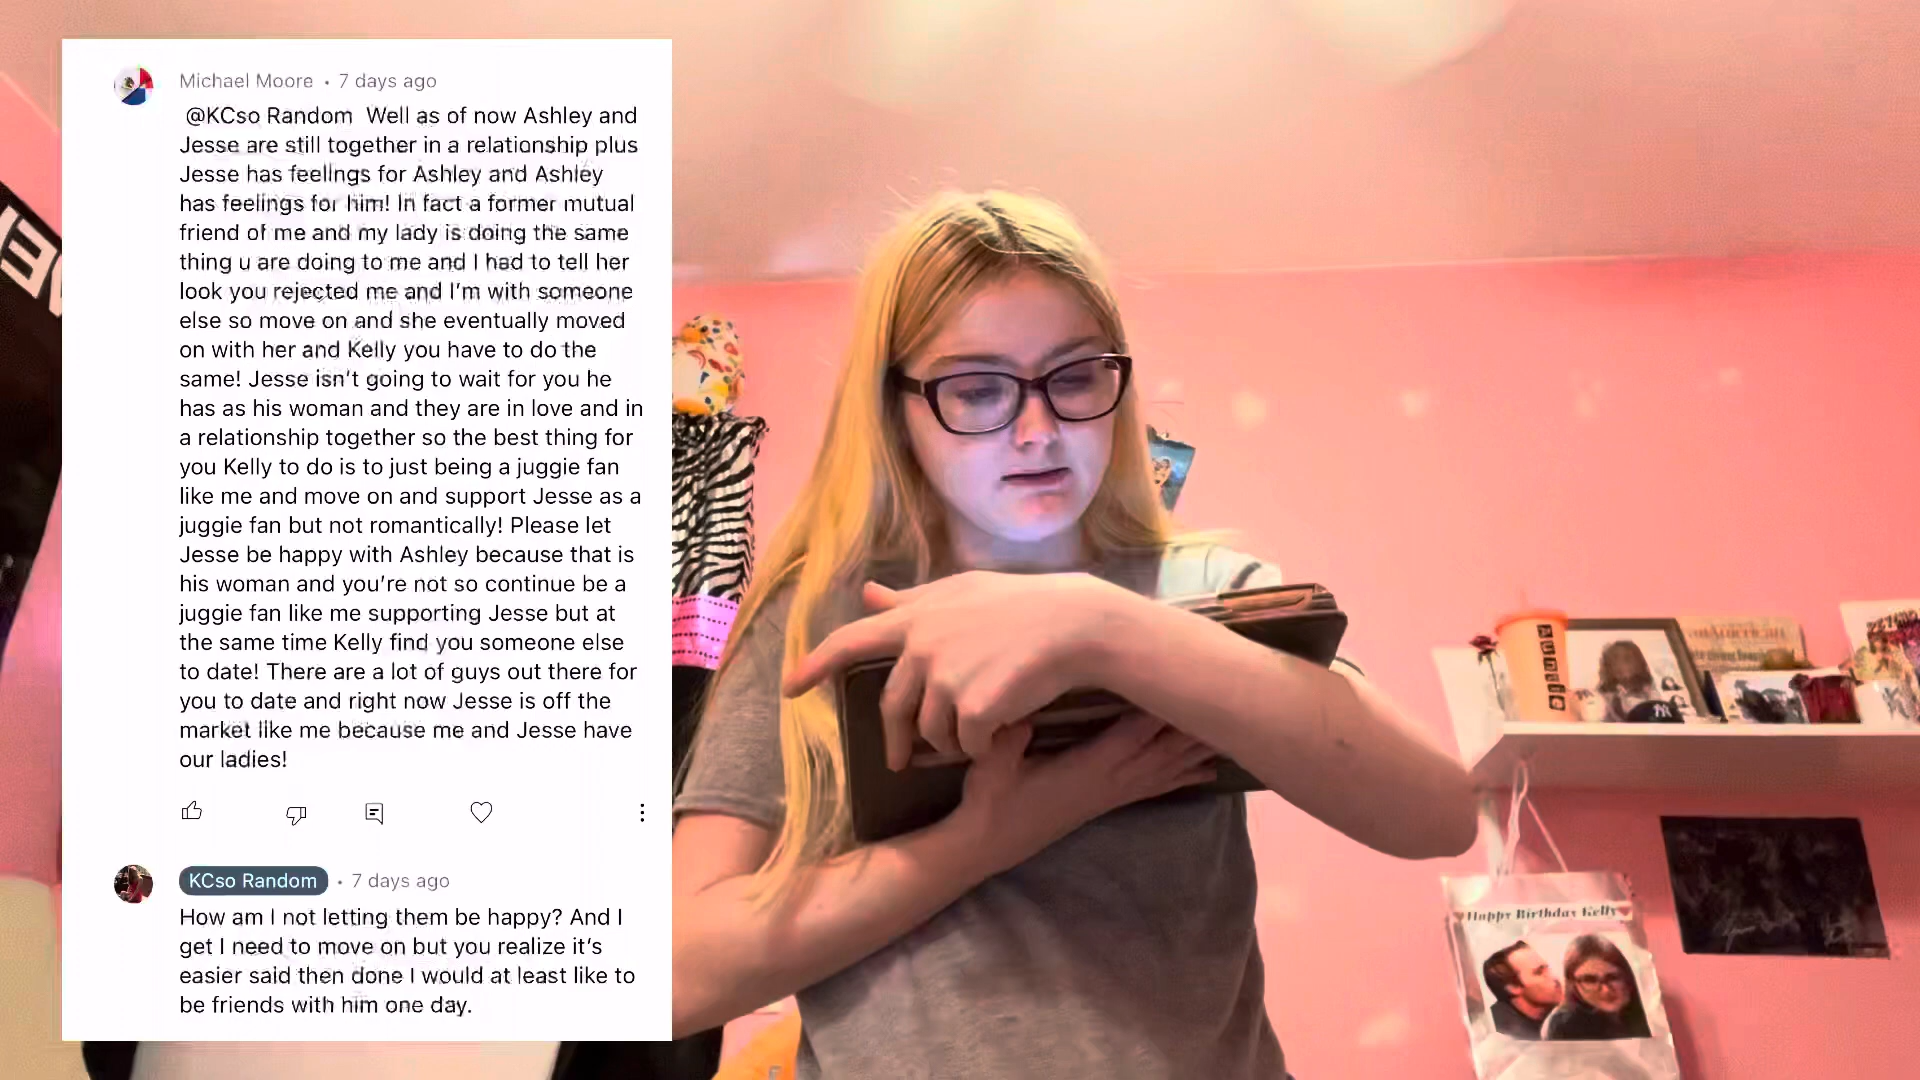 Michael Moore • 7 days ago
@KCso Random Well as of now Ashley and
Jesse are still together in a relationship plus
Jesse has feelings for Ashley and Ashley
has feelings for him! In fact a former mutual
friend of me and my lady is doing the same
thing u are doing to me and I had to tell her
look you rejected me and I'm with someone
else so move on and she eventually moved
on with her and Kelly you have to do the
same! Jesse isn't going to wait for you he
has as his woman and they are in love and in
a relationship together so the best thing for
you Kelly to do is to just being a juggie fan
like me and move on and support Jesse as a
juggie fan but not romantically! Please let
Jesse be happy with Ashley because that is
his woman and you're not so continue be a
juggie fan like me supporting Jesse but at
the same time Kelly find you someone else
to date! There are a lot of guys out there for
you to date and right now Jesse is off the
market like me because me and Jesse have
our ladies!
KCso Random • 7 days ago
How am I not letting them be happy? And I
get I need to move on but you realize it's
easier said then done I would at least like to
be friends with him one day.
Happy Birthday Kelly